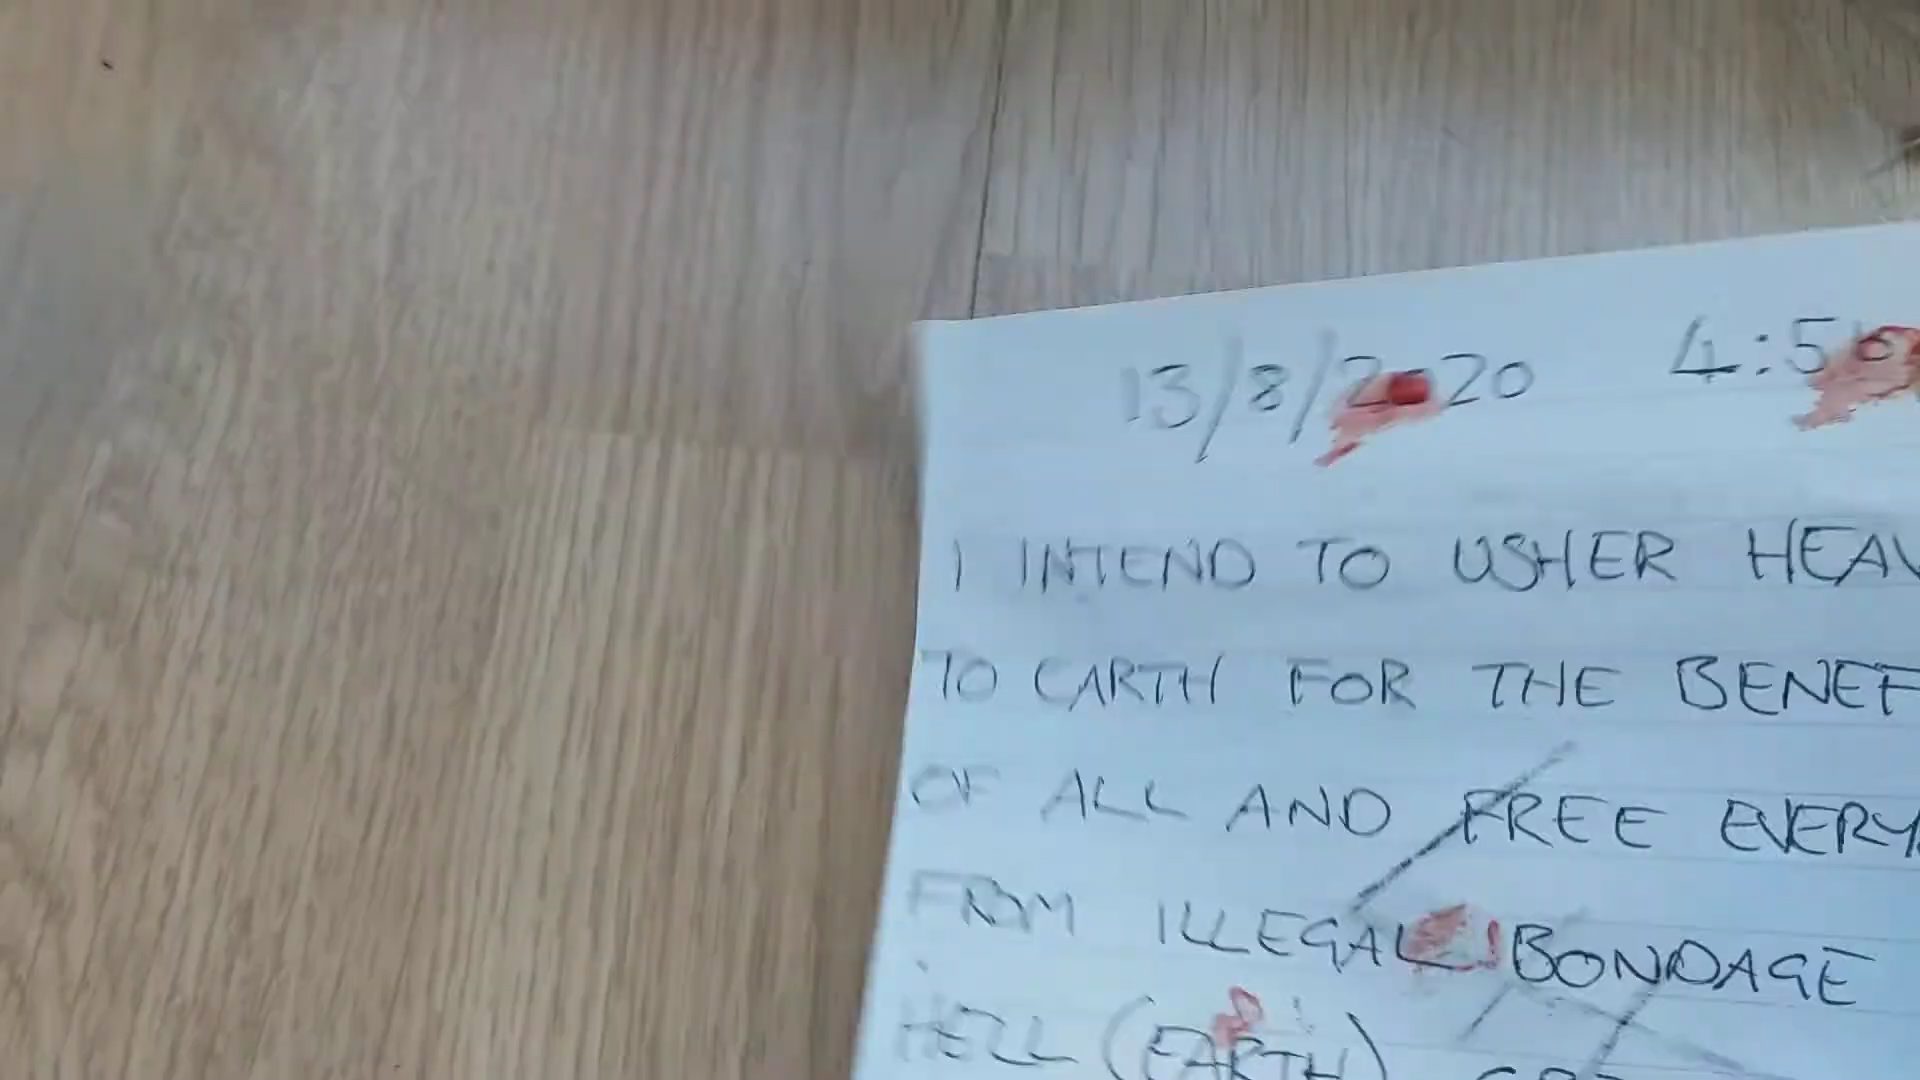 13/8/2020 4:5
I INTEND TO USHER HEAV
TO EARTH FOR THE BENEF
OF ALL AND FREE EVERY
FROM ILLEGAL BONDAGE
HELL (EARTH)